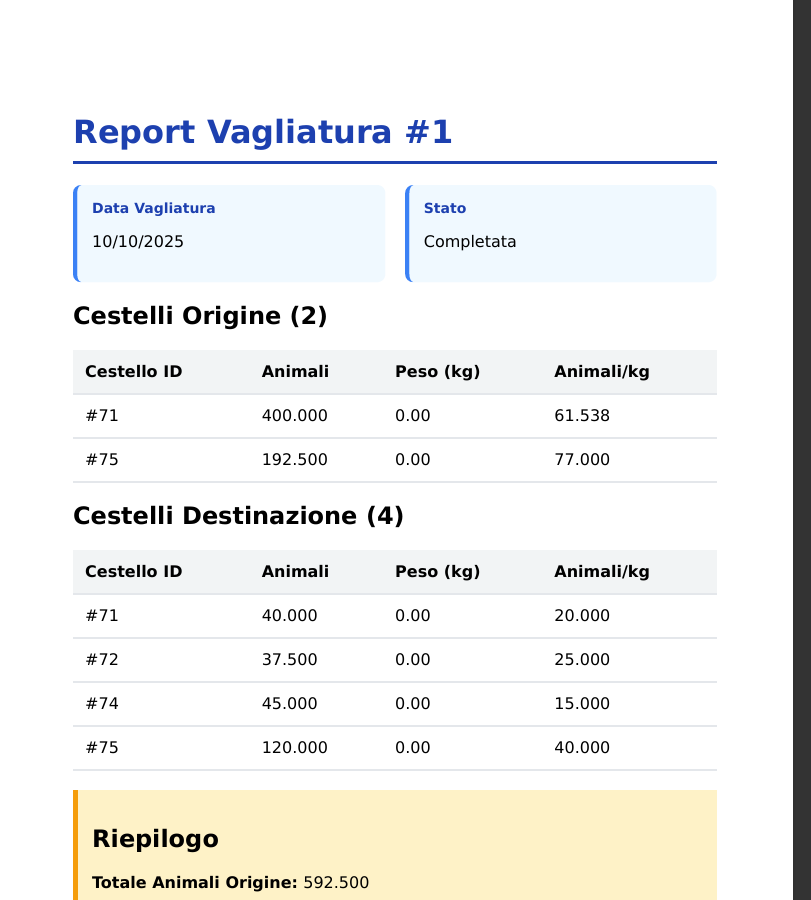 Report Vagliatura #1
Data Vagliatura
10/10/2025
Stato
Completata
Cestelli Origine (2)
Cestello ID Animali Peso (kg) Animali/kg
#71 400.000 0.00 61.538
#75 192.500 0.00 77.000
Cestelli Destinazione (4)
Cestello ID Animali Peso (kg) Animali/kg
#71 40.000 0.00 20.000
#72 37.500 0.00 25.000
#74 45.000 0.00 15.000
#75 120.000 0.00 40.000
Riepilogo
Totale Animali Origine: 592.500